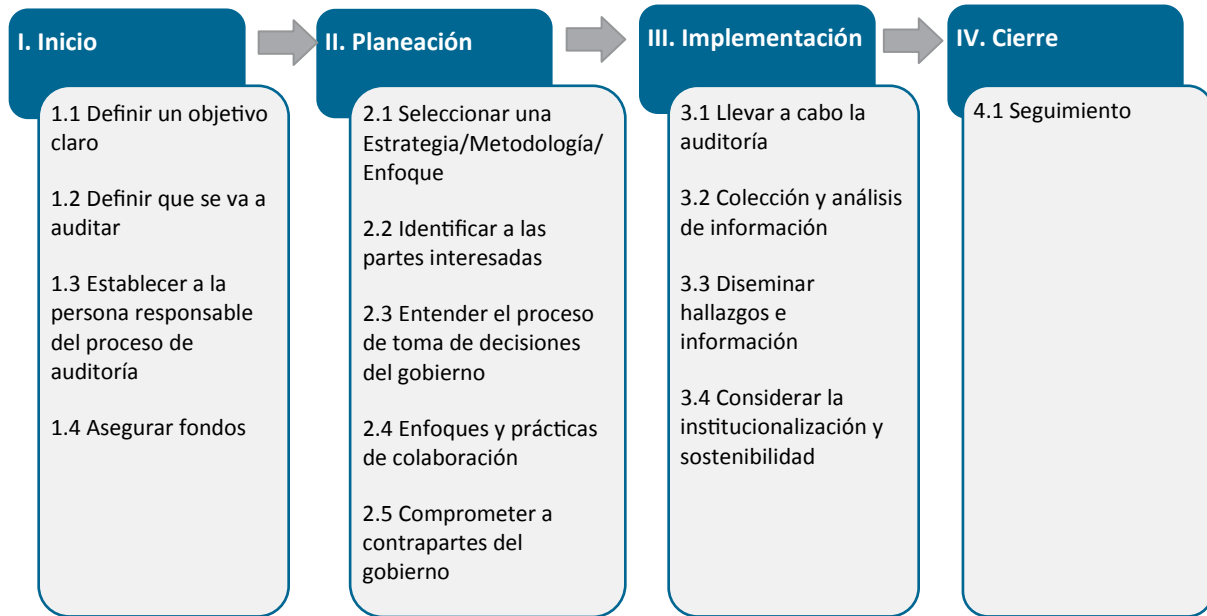 I. Inicio
1.1 Definir un objetivo
claro
1.2 Definir que se va a
auditar
1.3 Establecer a la
persona responsable
del proceso de
auditoría
1.4 Asegurar fondos
II. Planeación
2.1 Seleccionar una
Estrategia/Metodología/
Enfoque
2.2 Identificar a las
partes interesadas
2.3 Entender el proceso
de toma de decisiones
del gobierno
2.4 Enfoques y prácticas
de colaboración
2.5 Comprometer a
contrapartes del
gobierno
III. Implementación
3.1 Llevar a cabo la
auditoría
3.2 Colección y análisis
de información
3.3 Diseminar
hallazgos e
información
3.4 Considerar la
institucionalización y
sostenibilidad
IV. Cierre
4.1 Seguimiento